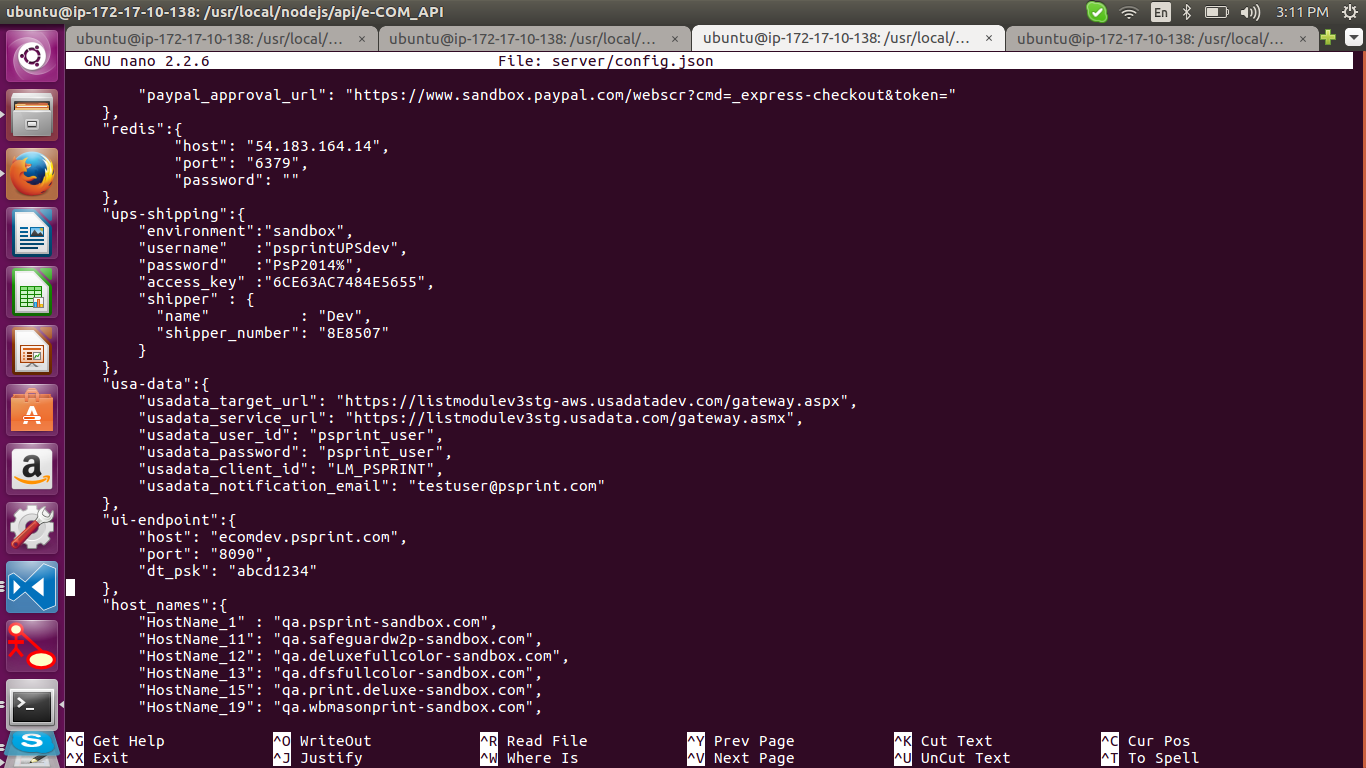 ubuntu@ip-172-17-10-138: /usr/local/nodejs/api/e-COM_API
En
3:11 PM
ubuntu@ip-172-17-10-138: /usr/local/... ×
ubuntu@ip-172-17-10-138: /usr/local/... ×
ubuntu@ip-172-17-10-138: /usr/local/... ×
ubuntu@ip-172-17-10-138: /usr/local/... ×
GNU nano 2.2.6 File: server/config.json
"paypal_approval_url": "https://www.sandbox.paypal.com/webscr?cmd=_express-checkout&token="
},
"redis":{
"host": "54.183.164.14",
"port": "6379",
"password": ""
},
"ups-shipping":{
"environment":"sandbox",
"username" :"psprintUPSdev",
"password" :"PsP2014%",
"access_key" :"6CE63AC7484E5655",
"shipper" : {
"name" : "Dev",
"shipper_number": "8E8507"
}
},
"usa-data":{
"usadata_target_url": "https://listmodulev3stg-aws.usadatadev.com/gateway.aspx",
"usadata_service_url": "https://listmodulev3stg.usadata.com/gateway.asmx",
"usadata_user_id": "psprint_user",
"usadata_password": "psprint_user",
"usadata_client_id": "LM_PSPRINT",
"usadata_notification_email": "testuser@psprint.com"
},
"ui-endpoint":{
"host": "ecomdev.psprint.com",
"port": "8090",
"dt_psk": "abcd1234"
},
"host_names":{
"HostName_1" : "qa.psprint-sandbox.com",
"HostName_11": "qa.safeguardw2p-sandbox.com",
"HostName_12": "qa.deluxefullcolor-sandbox.com",
"HostName_13": "qa.dfsfullcolor-sandbox.com",
"HostName_15": "qa.print.deluxe-sandbox.com",
"HostName_19": "qa.wbmasonprint-sandbox.com",
^G Get Help ^O WriteOut ^R Read File ^Y Prev Page ^K Cut Text ^C Cur Pos
^X Exit ^J Justify ^W Where Is ^V Next Page ^U UnCut Text ^T To Spell